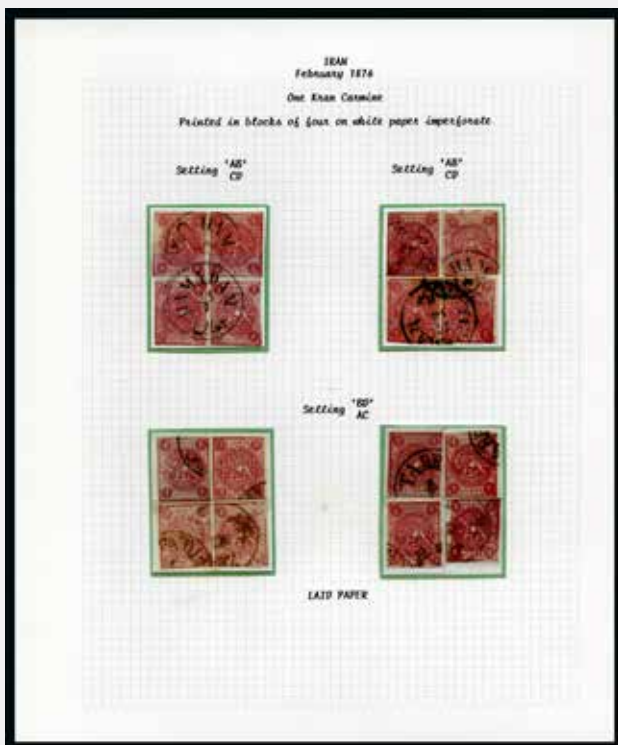 IRAN
February 1876
One Kran Carmine
Printed in blocks of four on white paper imperforate
Setting "AB"
CD
Setting "AB"
CD
HAMADAN
Setting "BD"
AC
LAID PAPER